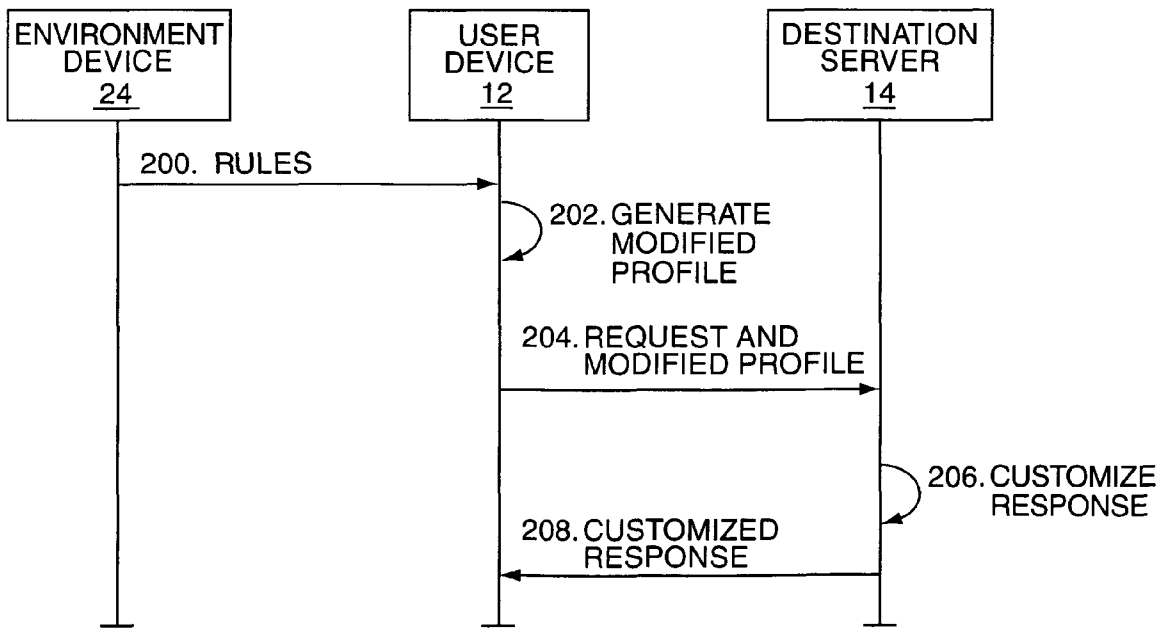 ENVIRONMENT
DEVICE
24
USER
DEVICE
12
DESTINATION
SERVER
14
200. RULES
202. GENERATE
MODIFIED
PROFILE
204. REQUEST AND
MODIFIED PROFILE
206. CUSTOMIZE
RESPONSE
208. CUSTOMIZED
RESPONSE